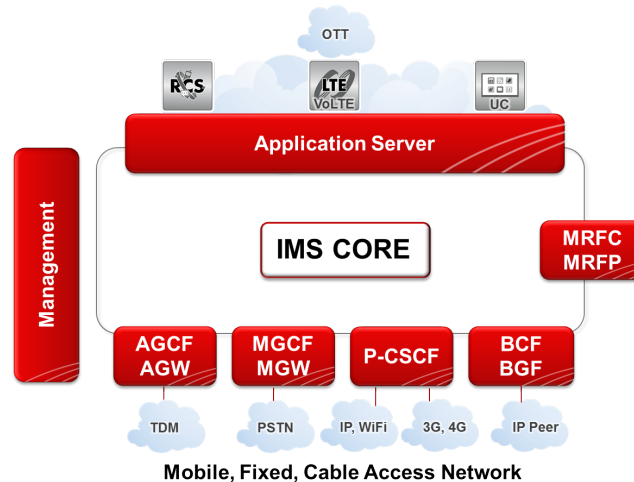 OTT
RCS
LTE
VoLTE
UC
Application Server
Management
IMS CORE
MRFC
MRFP
AGCF
AGW
MGCF
MGW
P-CSCF
BCF
BGF
TDM
PSTN
IP, WiFi
3G, 4G
IP Peer
Mobile, Fixed, Cable Access Network